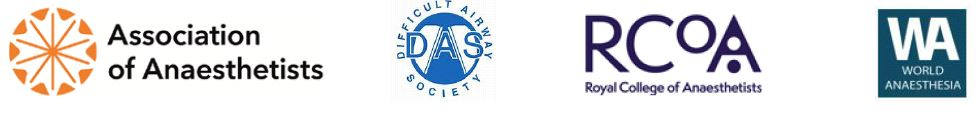 Association
of Anaesthetists
DIFFICULT AIRWAY
DAS
SOCIETY
RCOA
Royal College of Anaesthetists
WA
WORLD
ANAESTHESIA